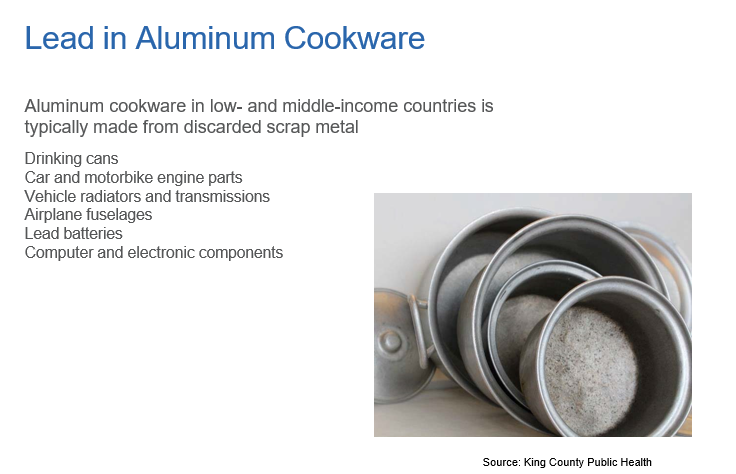 Lead in Aluminum Cookware
Aluminum cookware in low- and middle-income countries is
typically made from discarded scrap metal
Drinking cans
Car and motorbike engine parts
Vehicle radiators and transmissions
Airplane fuselages
Lead batteries
Computer and electronic components
Source: King County Public Health